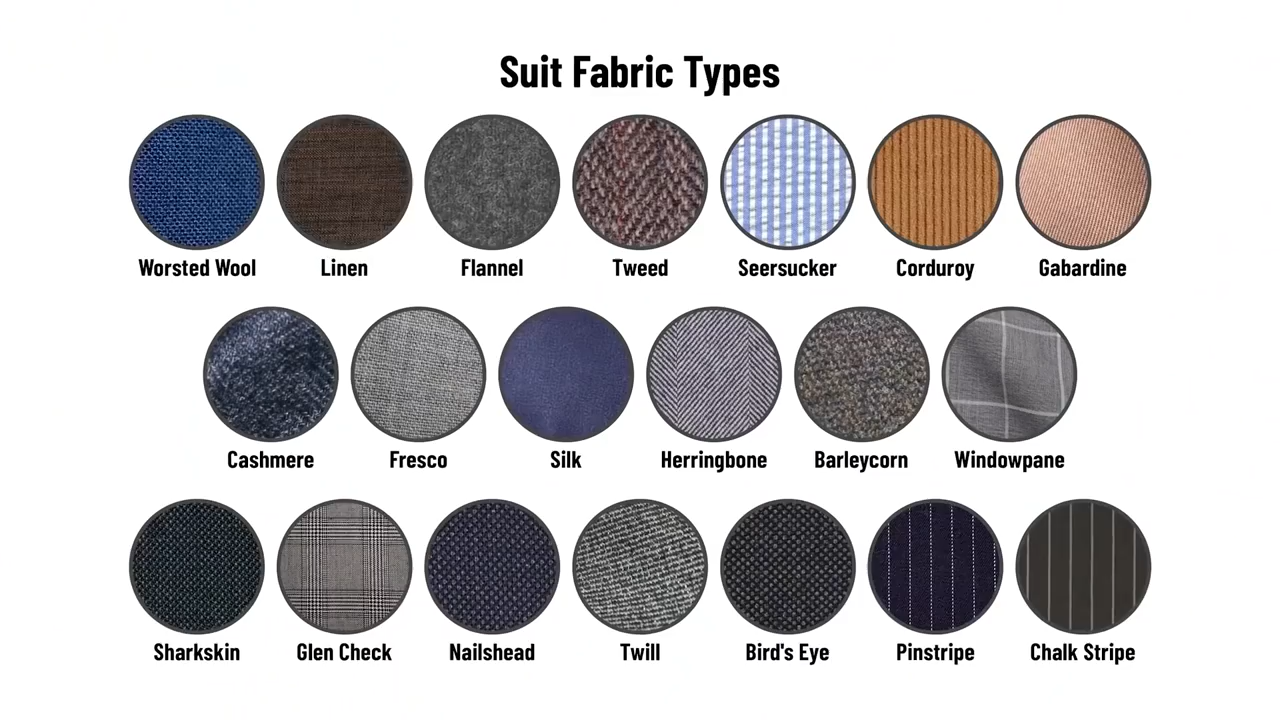 Suit Fabric Types
Worsted Wool Linen Flannel Tweed Seersucker Corduroy Gabardine
Cashmere Fresco Silk Herringbone Barleycorn Windowpane
Sharkskin Glen Check Nailshead Twill Bird's Eye Pinstripe Chalk Stripe